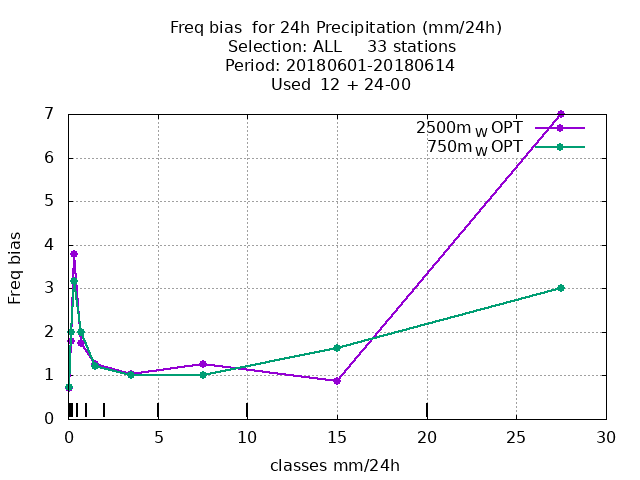 Freq bias  for 24h Precipitation (mm/24h)
Selection: ALL     33 stations
Period: 20180601-20180614
Used  12 + 24-00
7
6
5
4
3
2
1
0
Freq bias
2500m W OPT
750m W OPT
0 5 10 15 20 25 30
classes mm/24h